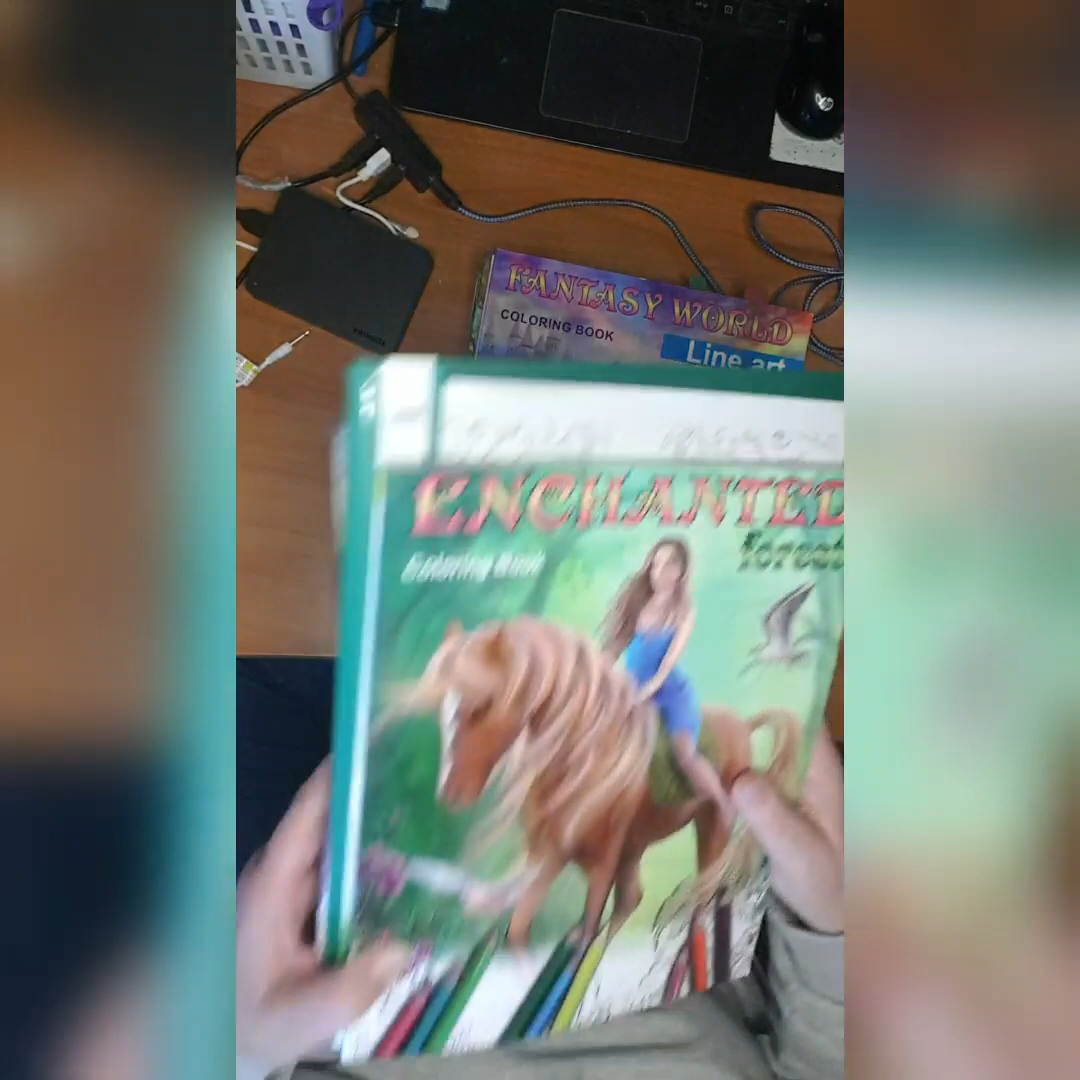 FANTASY WORLD
COLORING BOOK
Line art
ENCHANTED
forest
Coloring Book